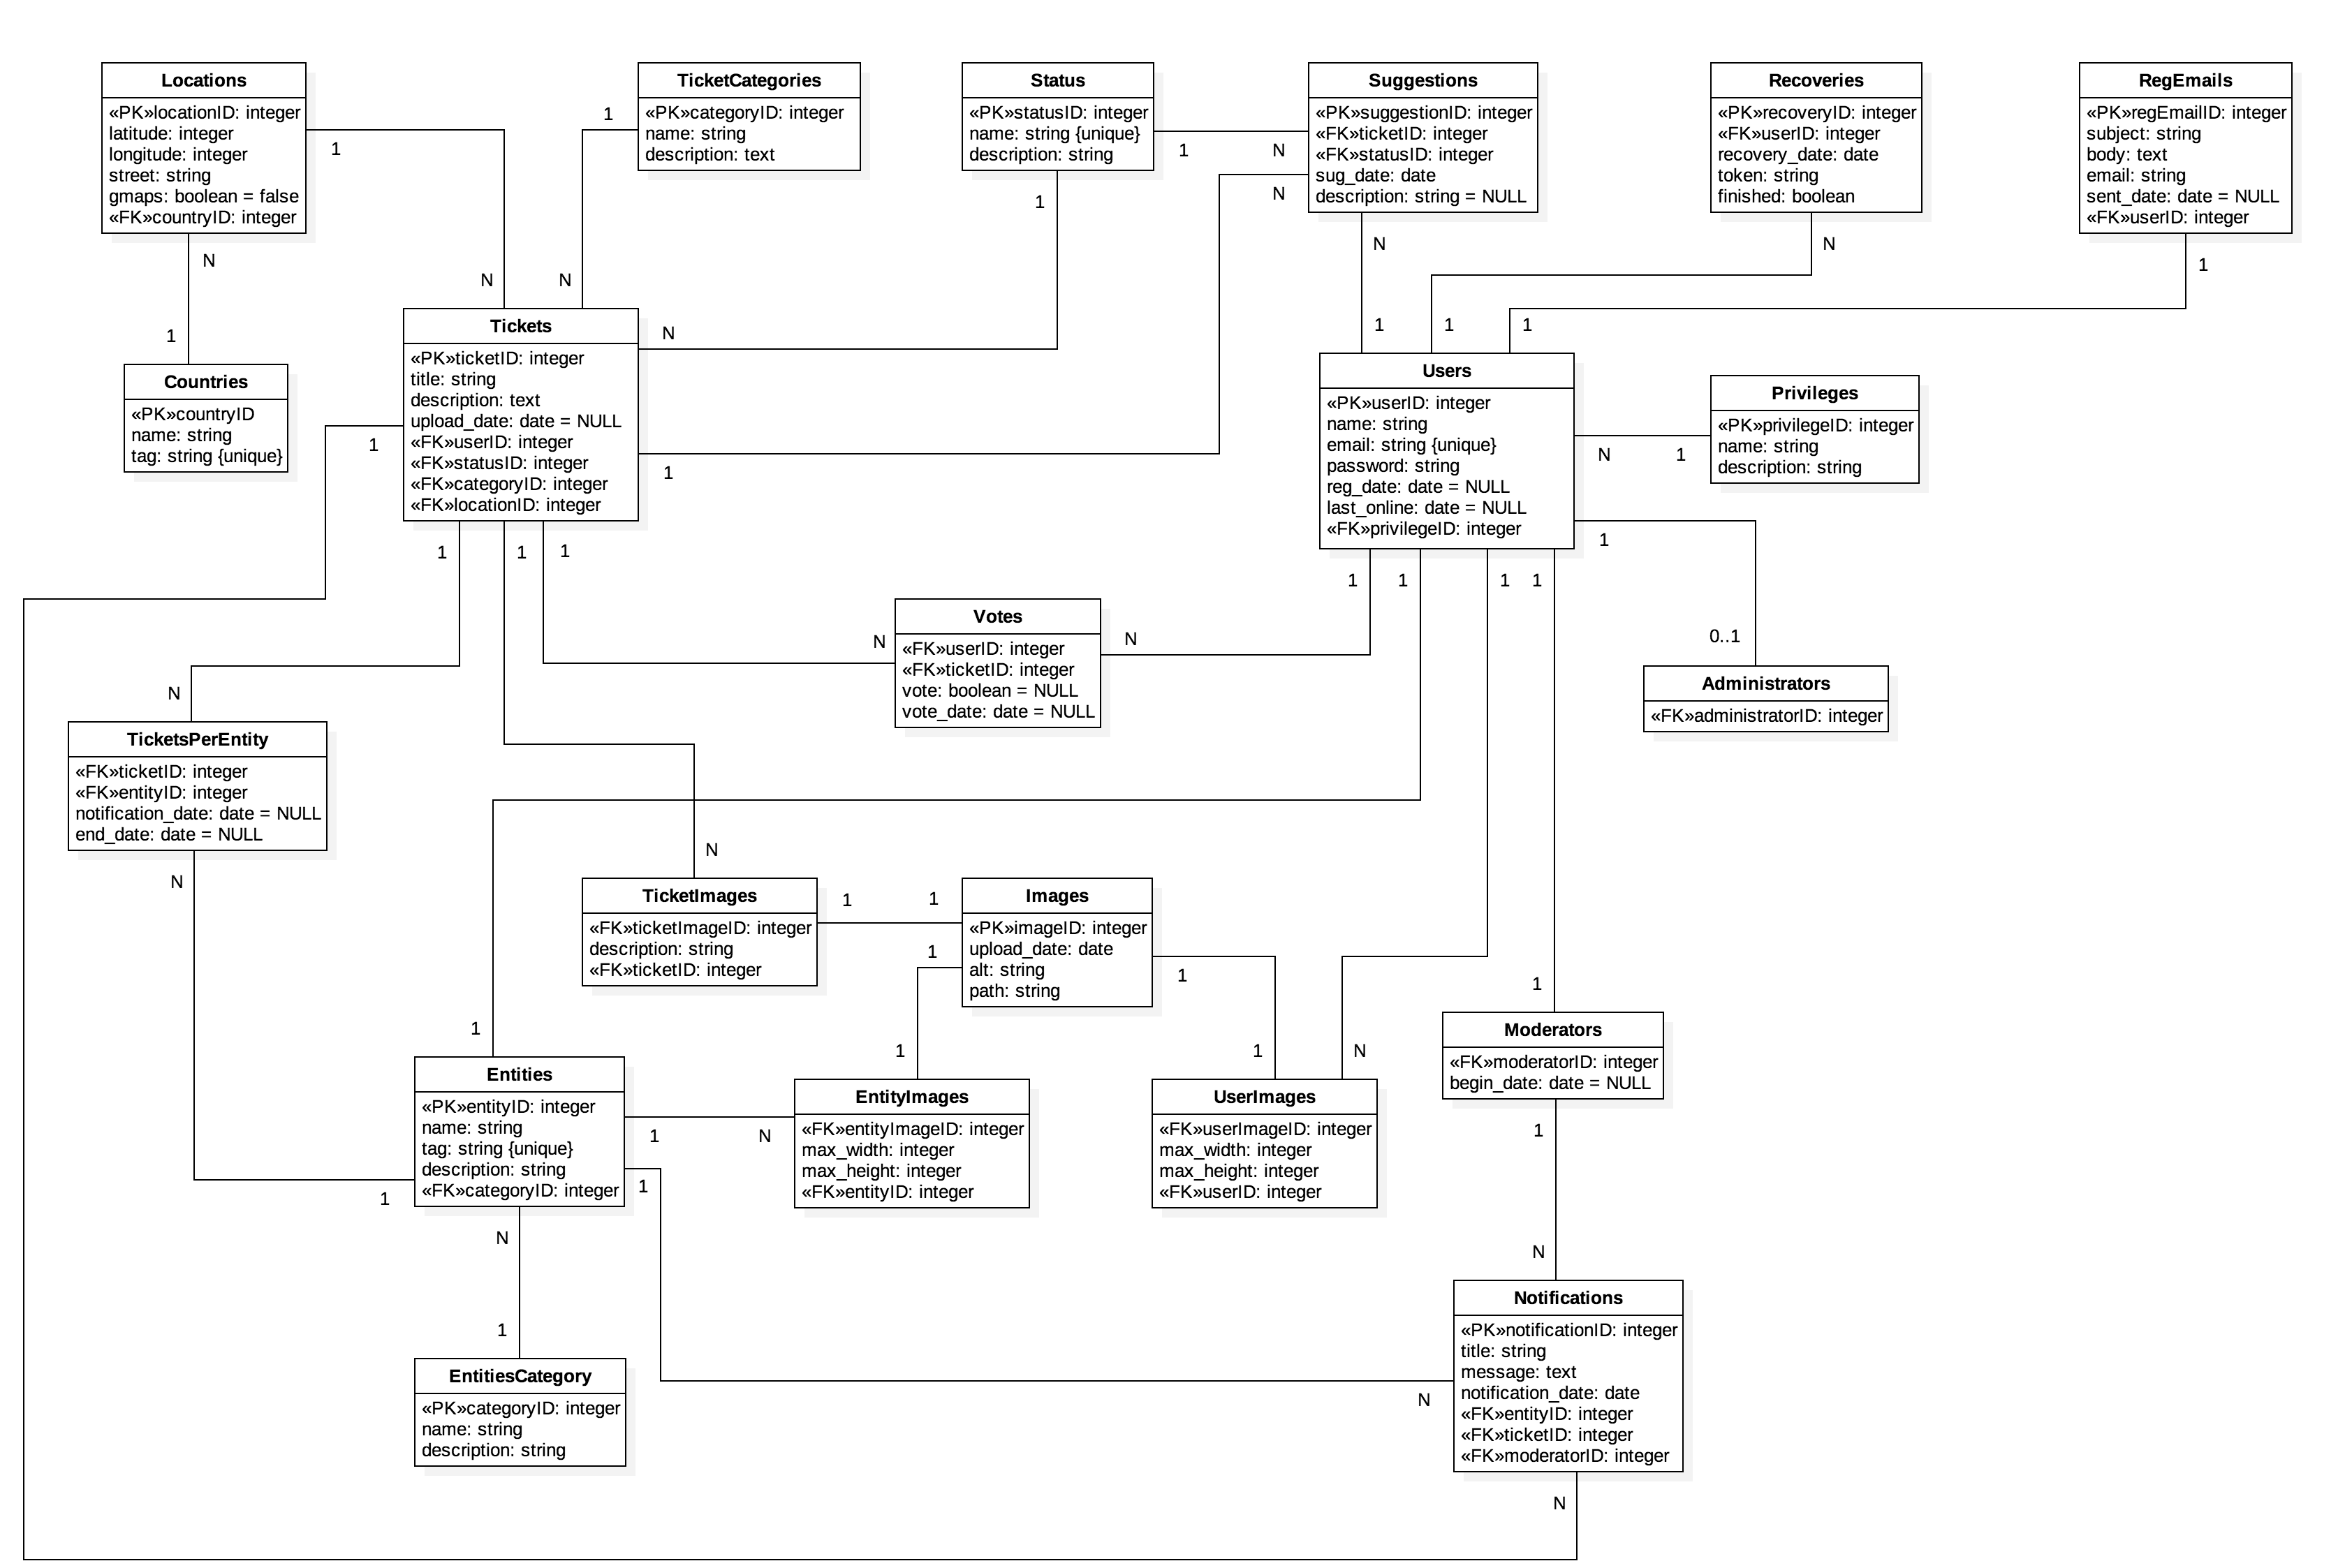 Locations
«PK»locationID: integer
latitude: integer
longitude: integer
street: string
gmaps: boolean = false
«FK»countryID: integer
1
N
N
1
TicketCategories
«PK»categoryID: integer
name: string
description: text
1
N
Status
«PK»statusID: integer
name: string {unique}
description: string
1
N
1
N
Suggestions
«PK»suggestionID: integer
«FK»ticketID: integer
«FK»statusID: integer
sug_date: date
description: string = NULL
N
N
1
Recoveries
«PK»recoveryID: integer
«FK»userID: integer
recovery_date: date
token: string
finished: boolean
N
1
RegEmails
«PK»regEmailID: integer
subject: string
body: text
email: string
sent_date: date = NULL
«FK»userID: integer
1
1
Countries
«PK»countryID
name: string
tag: string {unique}
Tickets
«PK»ticketID: integer
title: string
description: text
upload_date: date = NULL
«FK»userID: integer
«FK»statusID: integer
«FK»categoryID: integer
«FK»locationID: integer
1
1
1
1
1
Users
«PK»userID: integer
name: string
email: string {unique}
password: string
reg_date: date = NULL
last_online: date = NULL
«FK»privilegeID: integer
N
1
1
1
1
1
1
Privileges
«PK»privilegeID: integer
name: string
description: string
0..1
Administrators
«FK»administratorID: integer
Votes
«FK»userID: integer
«FK»ticketID: integer
vote: boolean = NULL
vote_date: date = NULL
N
N
N
TicketsPerEntity
«FK»ticketID: integer
«FK»entityID: integer
notification_date: date = NULL
end_date: date = NULL
N
N
TicketImages
«FK»ticketImageID: integer
description: string
«FK»ticketID: integer
1
1
Images
«PK»imageID: integer
upload_date: date
alt: string
path: string
1
1
1
1
N
1
Moderators
«FK»moderatorID: integer
begin_date: date = NULL
1
N
1
Entities
«PK»entityID: integer
name: string
tag: string {unique}
description: string
«FK»categoryID: integer
1
1
N
1
N
1
EntityImages
«FK»entityImageID: integer
max_width: integer
max_height: integer
«FK»entityID: integer
UserImages
«FK»userImageID: integer
max_width: integer
max_height: integer
«FK»userID: integer
EntitiesCategory
«PK»categoryID: integer
name: string
description: string
Notifications
«PK»notificationID: integer
title: string
message: text
notification_date: date
«FK»entityID: integer
«FK»ticketID: integer
«FK»moderatorID: integer
N
N